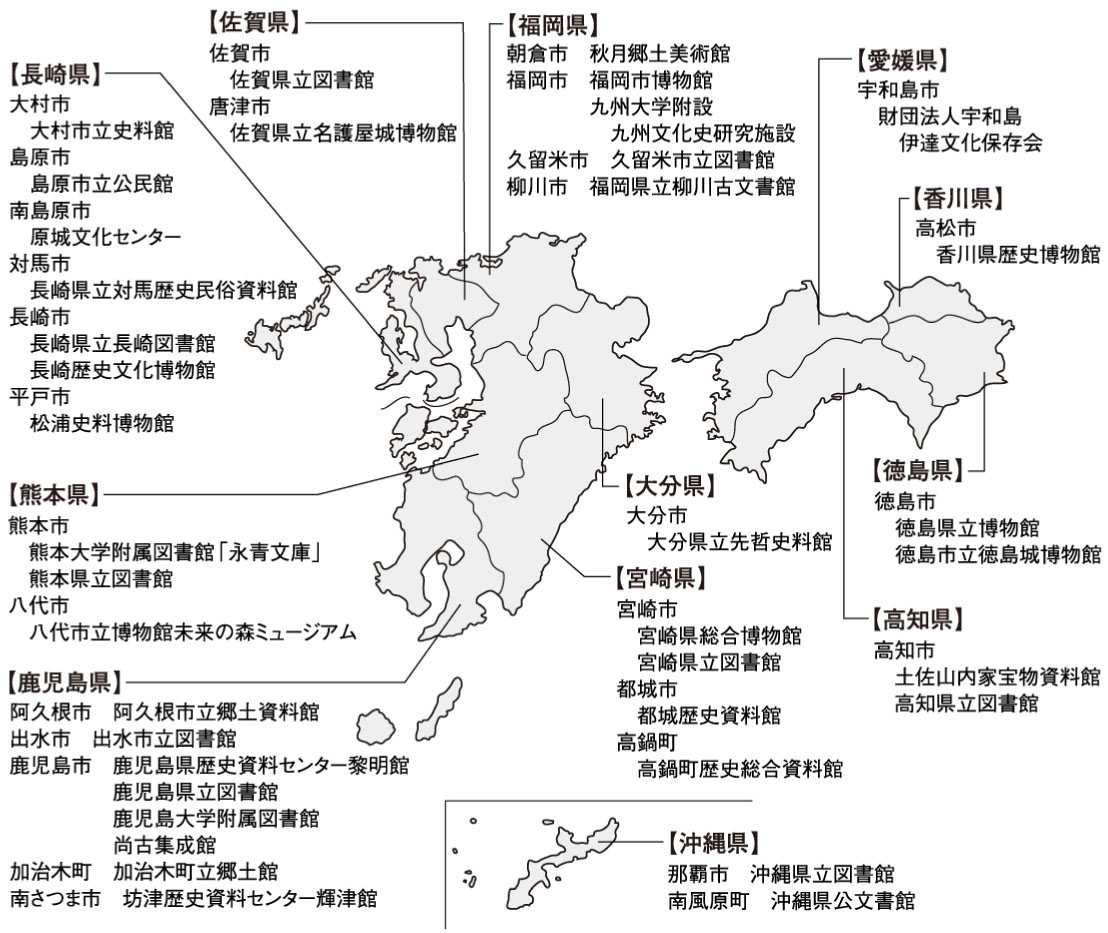 【佐賀県】
佐賀市
佐賀県立図書館
唐津市
佐賀県立名護屋城博物館
【福岡県】
朝倉市　秋月郷土美術館
福岡市　福岡市博物館
九州大学附設
九州文化史研究施設
久留米市　久留米市立図書館
柳川市　福岡県立柳川古文書館
【長崎県】
大村市
大村市立史料館
島原市
島原市立公民館
南島原市
原城文化センター
対馬市
長崎県立対馬歴史民俗資料館
長崎市
長崎県立長崎図書館
長崎歴史文化博物館
平戸市
松浦史料博物館
【愛媛県】
宇和島市
財団法人宇和島
伊達文化保存会
【香川県】
高松市
香川県歴史博物館
【熊本県】
熊本市
熊本大学附属図書館「永青文庫」
熊本県立図書館
八代市
八代市立博物館未来の森ミュージアム
【大分県】
大分市
大分県立先哲史料館
【徳島県】
徳島市
徳島県立博物館
徳島市立徳島城博物館
【宮崎県】
宮崎市
宮崎県総合博物館
宮崎県立図書館
都城市
都城歴史資料館
高鍋町
高鍋町歴史総合資料館
【高知県】
高知市
土佐山内家宝物資料館
高知県立図書館
【鹿児島県】
阿久根市　阿久根市立郷土資料館
出水市　出水市立図書館
鹿児島市　鹿児島県歴史資料センター黎明館
鹿児島県立図書館
鹿児島大学附属図書館
尚古集成館
加治木町　加治木町立郷土館
南さつま市　坊津歴史資料センター輝津館
【沖縄県】
那覇市　沖縄県立図書館
南風原町　沖縄県公文書館